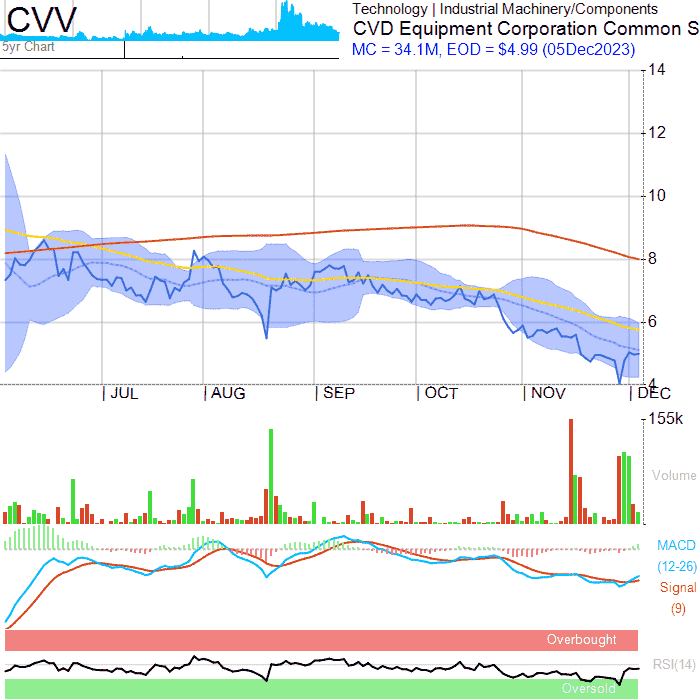 CVV
5yr Chart
Technology | Industrial Machinery/Components
CVD Equipment Corporation Common S
MC = 34.1M, EOD = $4.99 (05Dec2023)
14
12
10
8
6
4
JUL AUG SEP OCT NOV DEC
155k
Volume
MACD
(12-26)
Signal
(9)
Overbought
RSI(14)
Oversold